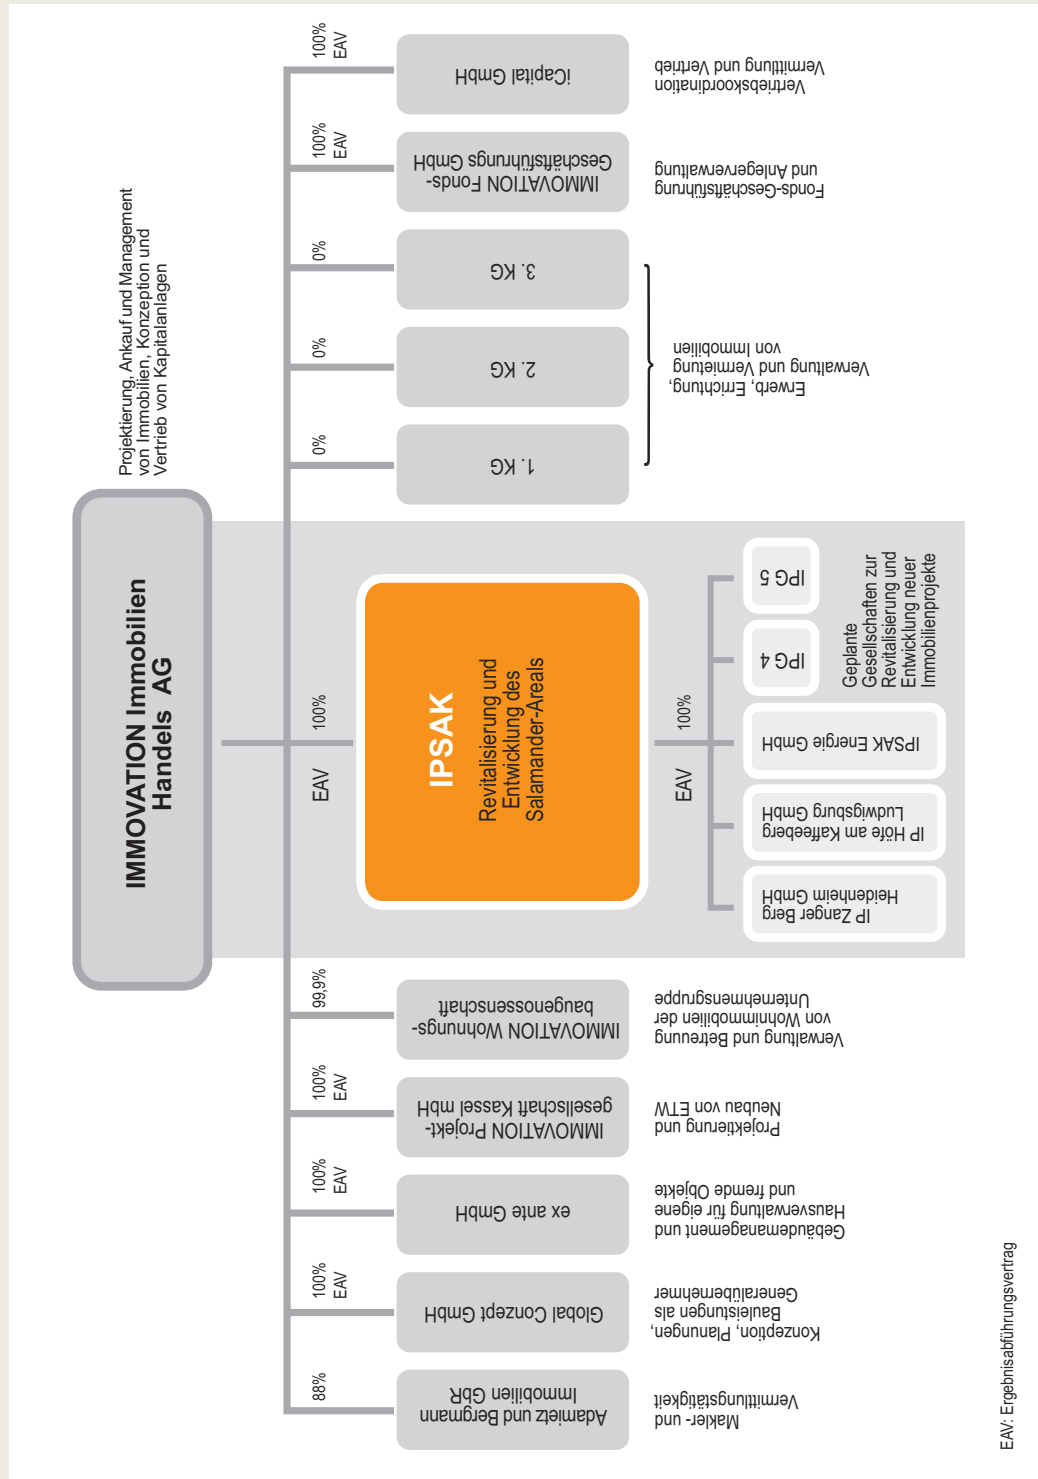 IMMOVATION Immobilien
Handels AG
Projektierung, Ankauf und Management
von Immobilien, Konzeption und
Vertrieb von Kapitalanlagen
88%
100%
EAV
100%
EAV
100%
EAV
99,9%
EAV
100%
0%
0%
0%
100%
EAV
100%
EAV
Adamietz und Bergmann
Immobilien GbR
Global Conzept GmbH
ex ante GmbH
IMMOVATION Projekt-
gesellschaft Kassel mbH
IMMOVATION Wohnungs-
baugenossenschaft
IPSAK
Revitalisierung und
Entwicklung des
Salamander-Areals
1. KG
2. KG
3. KG
IMMOVATION Fonds-
Geschäftsführungs GmbH
iCapital GmbH
Makler- und
Vermittlungstätigkeit
Konzeption, Planungen,
Bauleistungen als
Generalübernehmer
Gebäudemanagement und
Hausverwaltung für eigene
und fremde Objekte
Projektierung und
Neubau von ETW
Verwaltung und Betreuung
von Wohnimmobilien der
Unternehmensgruppe
EAV
100%
Erwerb, Errichtung,
Verwaltung und Vermietung
von Immobilien
Fonds-Geschäftsführung
und Anlegerverwaltung
Vertriebskoordination
Vermittlung und Vertrieb
IP Zanger Berg
Heidenheim GmbH
IP Höfe am Kaffeeberg
Ludwigsburg GmbH
IPSAK Energie GmbH
IPG 4
IPG 5
Geplante
Gesellschaften zur
Revitalisierung und
Entwicklung neuer
Immobilienprojekte
EAV: Ergebnisabführungsvertrag